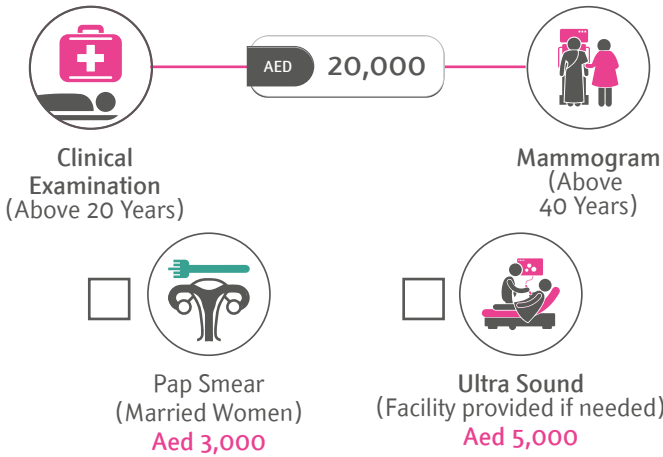 AED 20,000
Clinical
Examination
(Above 20 Years)
Mammogram
(Above
40 Years)
Pap Smear
(Married Women)
Aed 3,000
Ultra Sound
(Facility provided if needed)
Aed 5,000